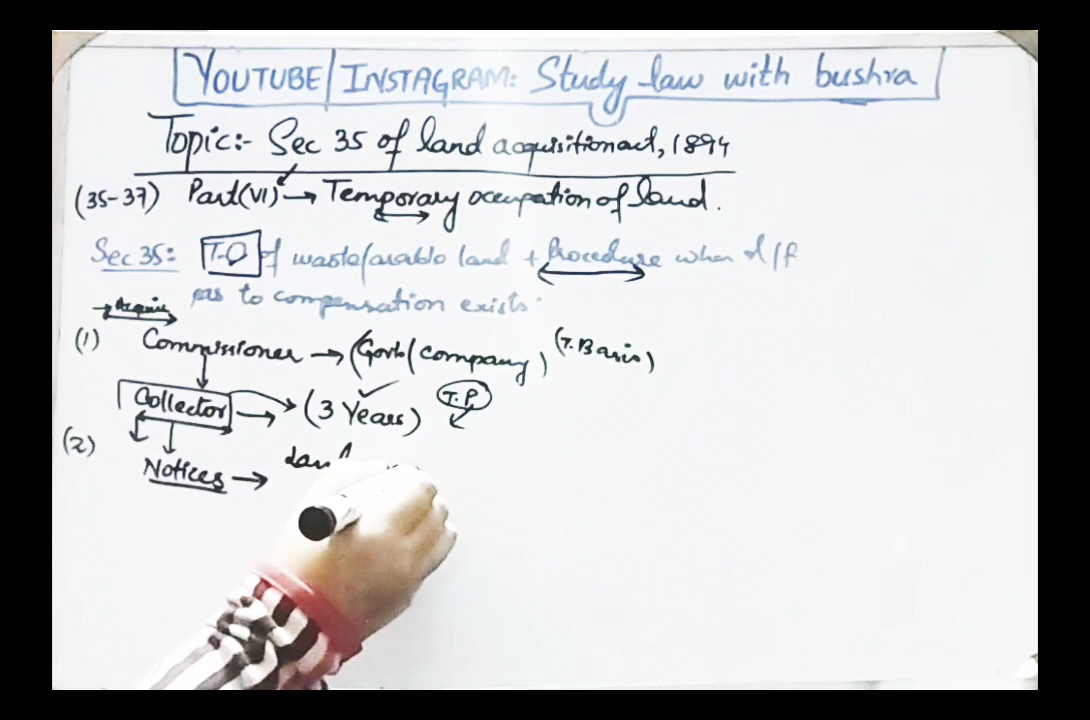 YOUTUBE/INSTAGRAM: Study law with bushra
Topic:- Sec 35 of land acquisition act, 1894
(35-37) Part(VI) → Temporary occupation of land.
Sec 35: T.O of waste/arable land + Procedure when d/f
as to compensation exists.
→ Acquire
(1) Commissioner → (Govt/company) (T. Basis)
Collector → (3 Years) T.P
(2)
Notices → land